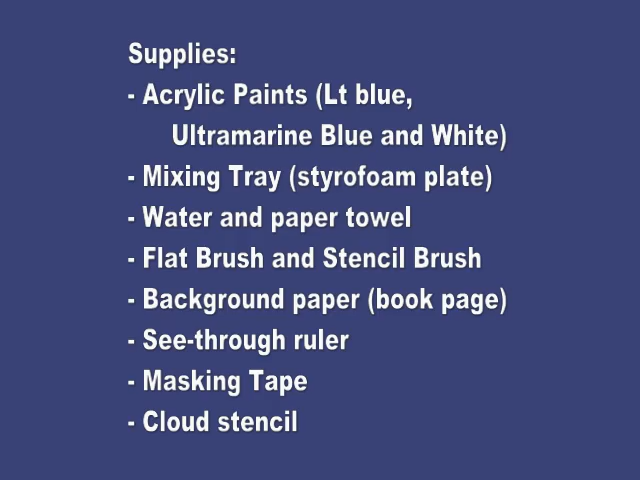 Supplies:
- Acrylic Paints (Lt blue,
Ultramarine Blue and White)
- Mixing Tray (styrofoam plate)
- Water and paper towel
- Flat Brush and Stencil Brush
- Background paper (book page)
- See-through ruler
- Masking Tape
- Cloud stencil